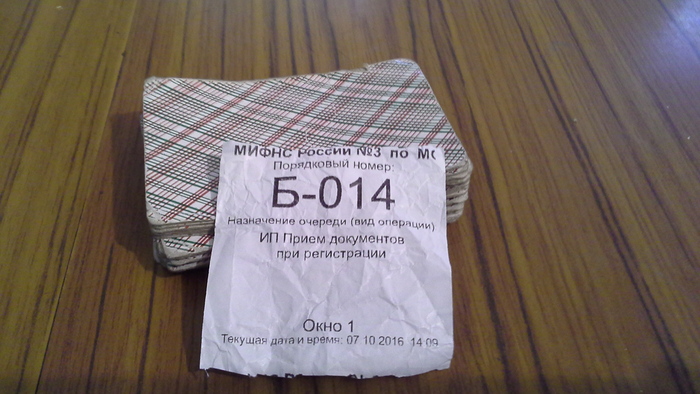 МИФНС России №3 по
Порядковый номер:
Б-014
Назначение очереди (вид операции)
ИП Прием документов
при регистрации
Окно 1
Текущая дата и время: 07 10 2016 14 09